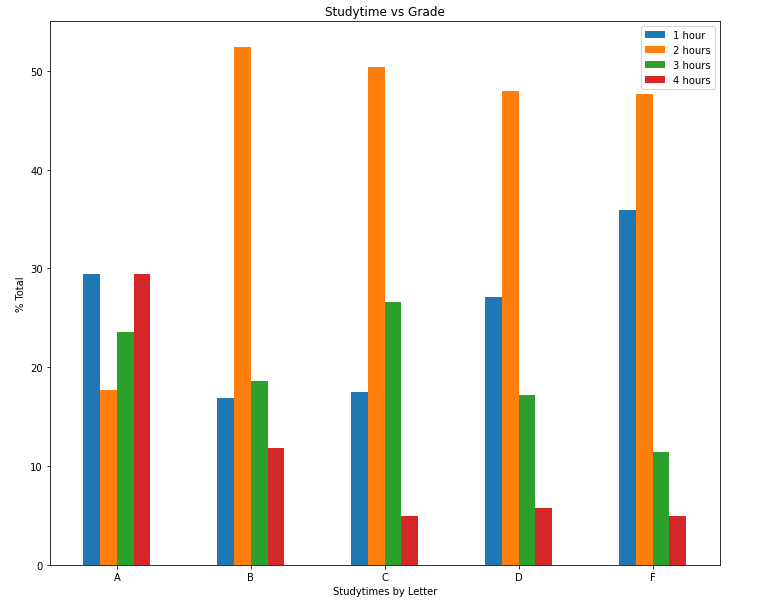 Studytime vs Grade
1 hour
2 hours
3 hours
4 hours
50
40
30
20
10
0
% Total
A B C D F
Studytimes by Letter